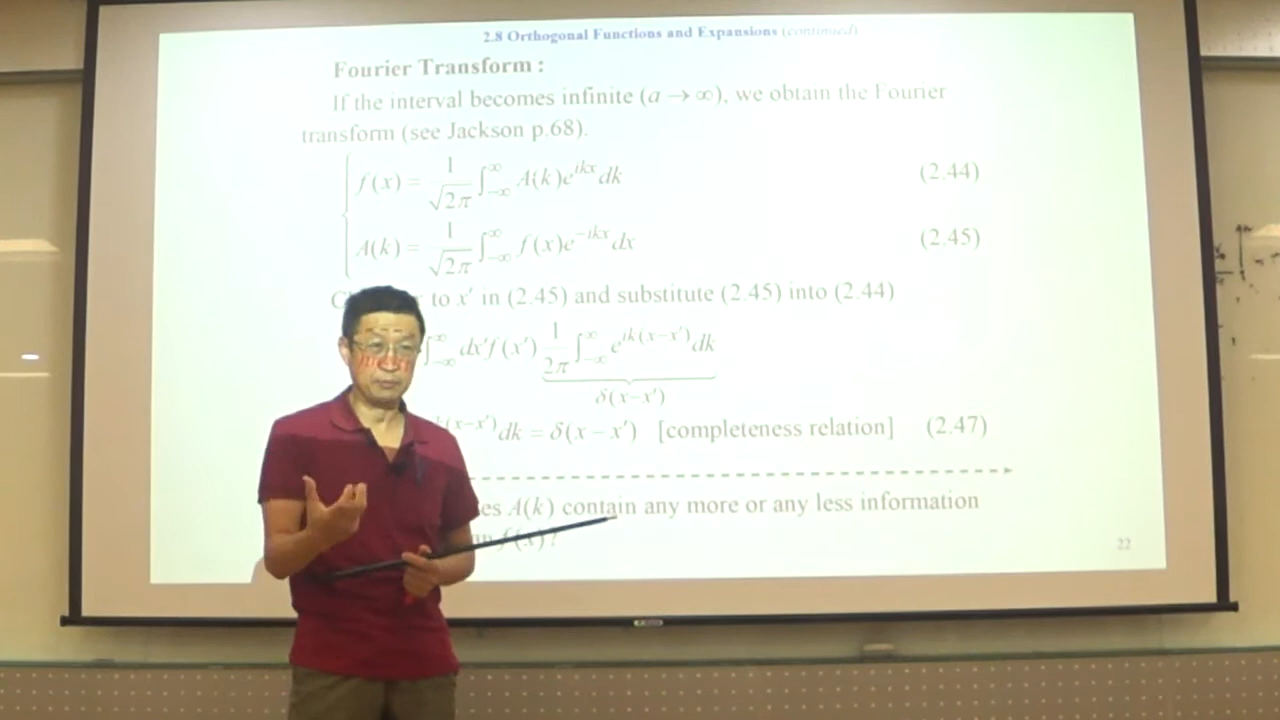 2.8 Orthogonal Functions and Expansions (continued)
Fourier Transform :
If the interval becomes infinite (a → ∞), we obtain the Fourier
transform (see Jackson p.68).
f(x) = 1/√2π ∫_{-∞}^{∞} A(k)e^{ikx} dk (2.44)
A(k) = 1/√2π ∫_{-∞}^{∞} f(x)e^{-ikx} dx (2.45)
to x′ in (2.45) and substitute (2.45) into (2.44)
∫_{-∞}^{∞} dx′f(x′) 1/2π ∫_{-∞}^{∞} e^{ik(x-x′)} dk
δ(x-x′)
(x-x′) dk = δ(x - x′) [completeness relation] (2.47)
A(k) contain any more or any less information
f(x)?
22